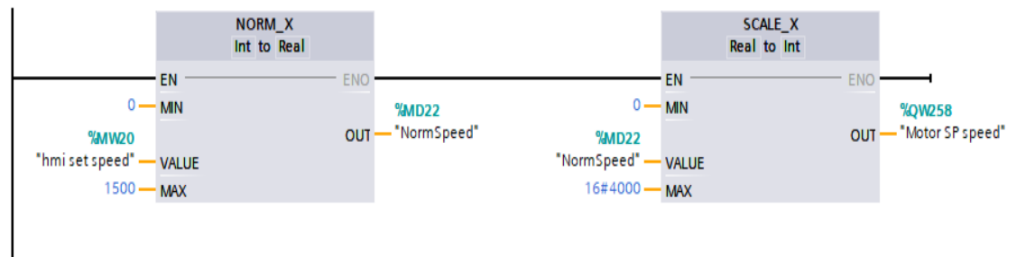 NORM_X
Int to Real
EN
ENO
0
MIN
%MW20
"hmi set speed"
VALUE
1500
MAX
%MD22
OUT
"NormSpeed"
SCALE_X
Real to Int
EN
ENO
0
MIN
%MD22
"NormSpeed"
VALUE
16#4000
MAX
%QW258
OUT
"Motor SP speed"